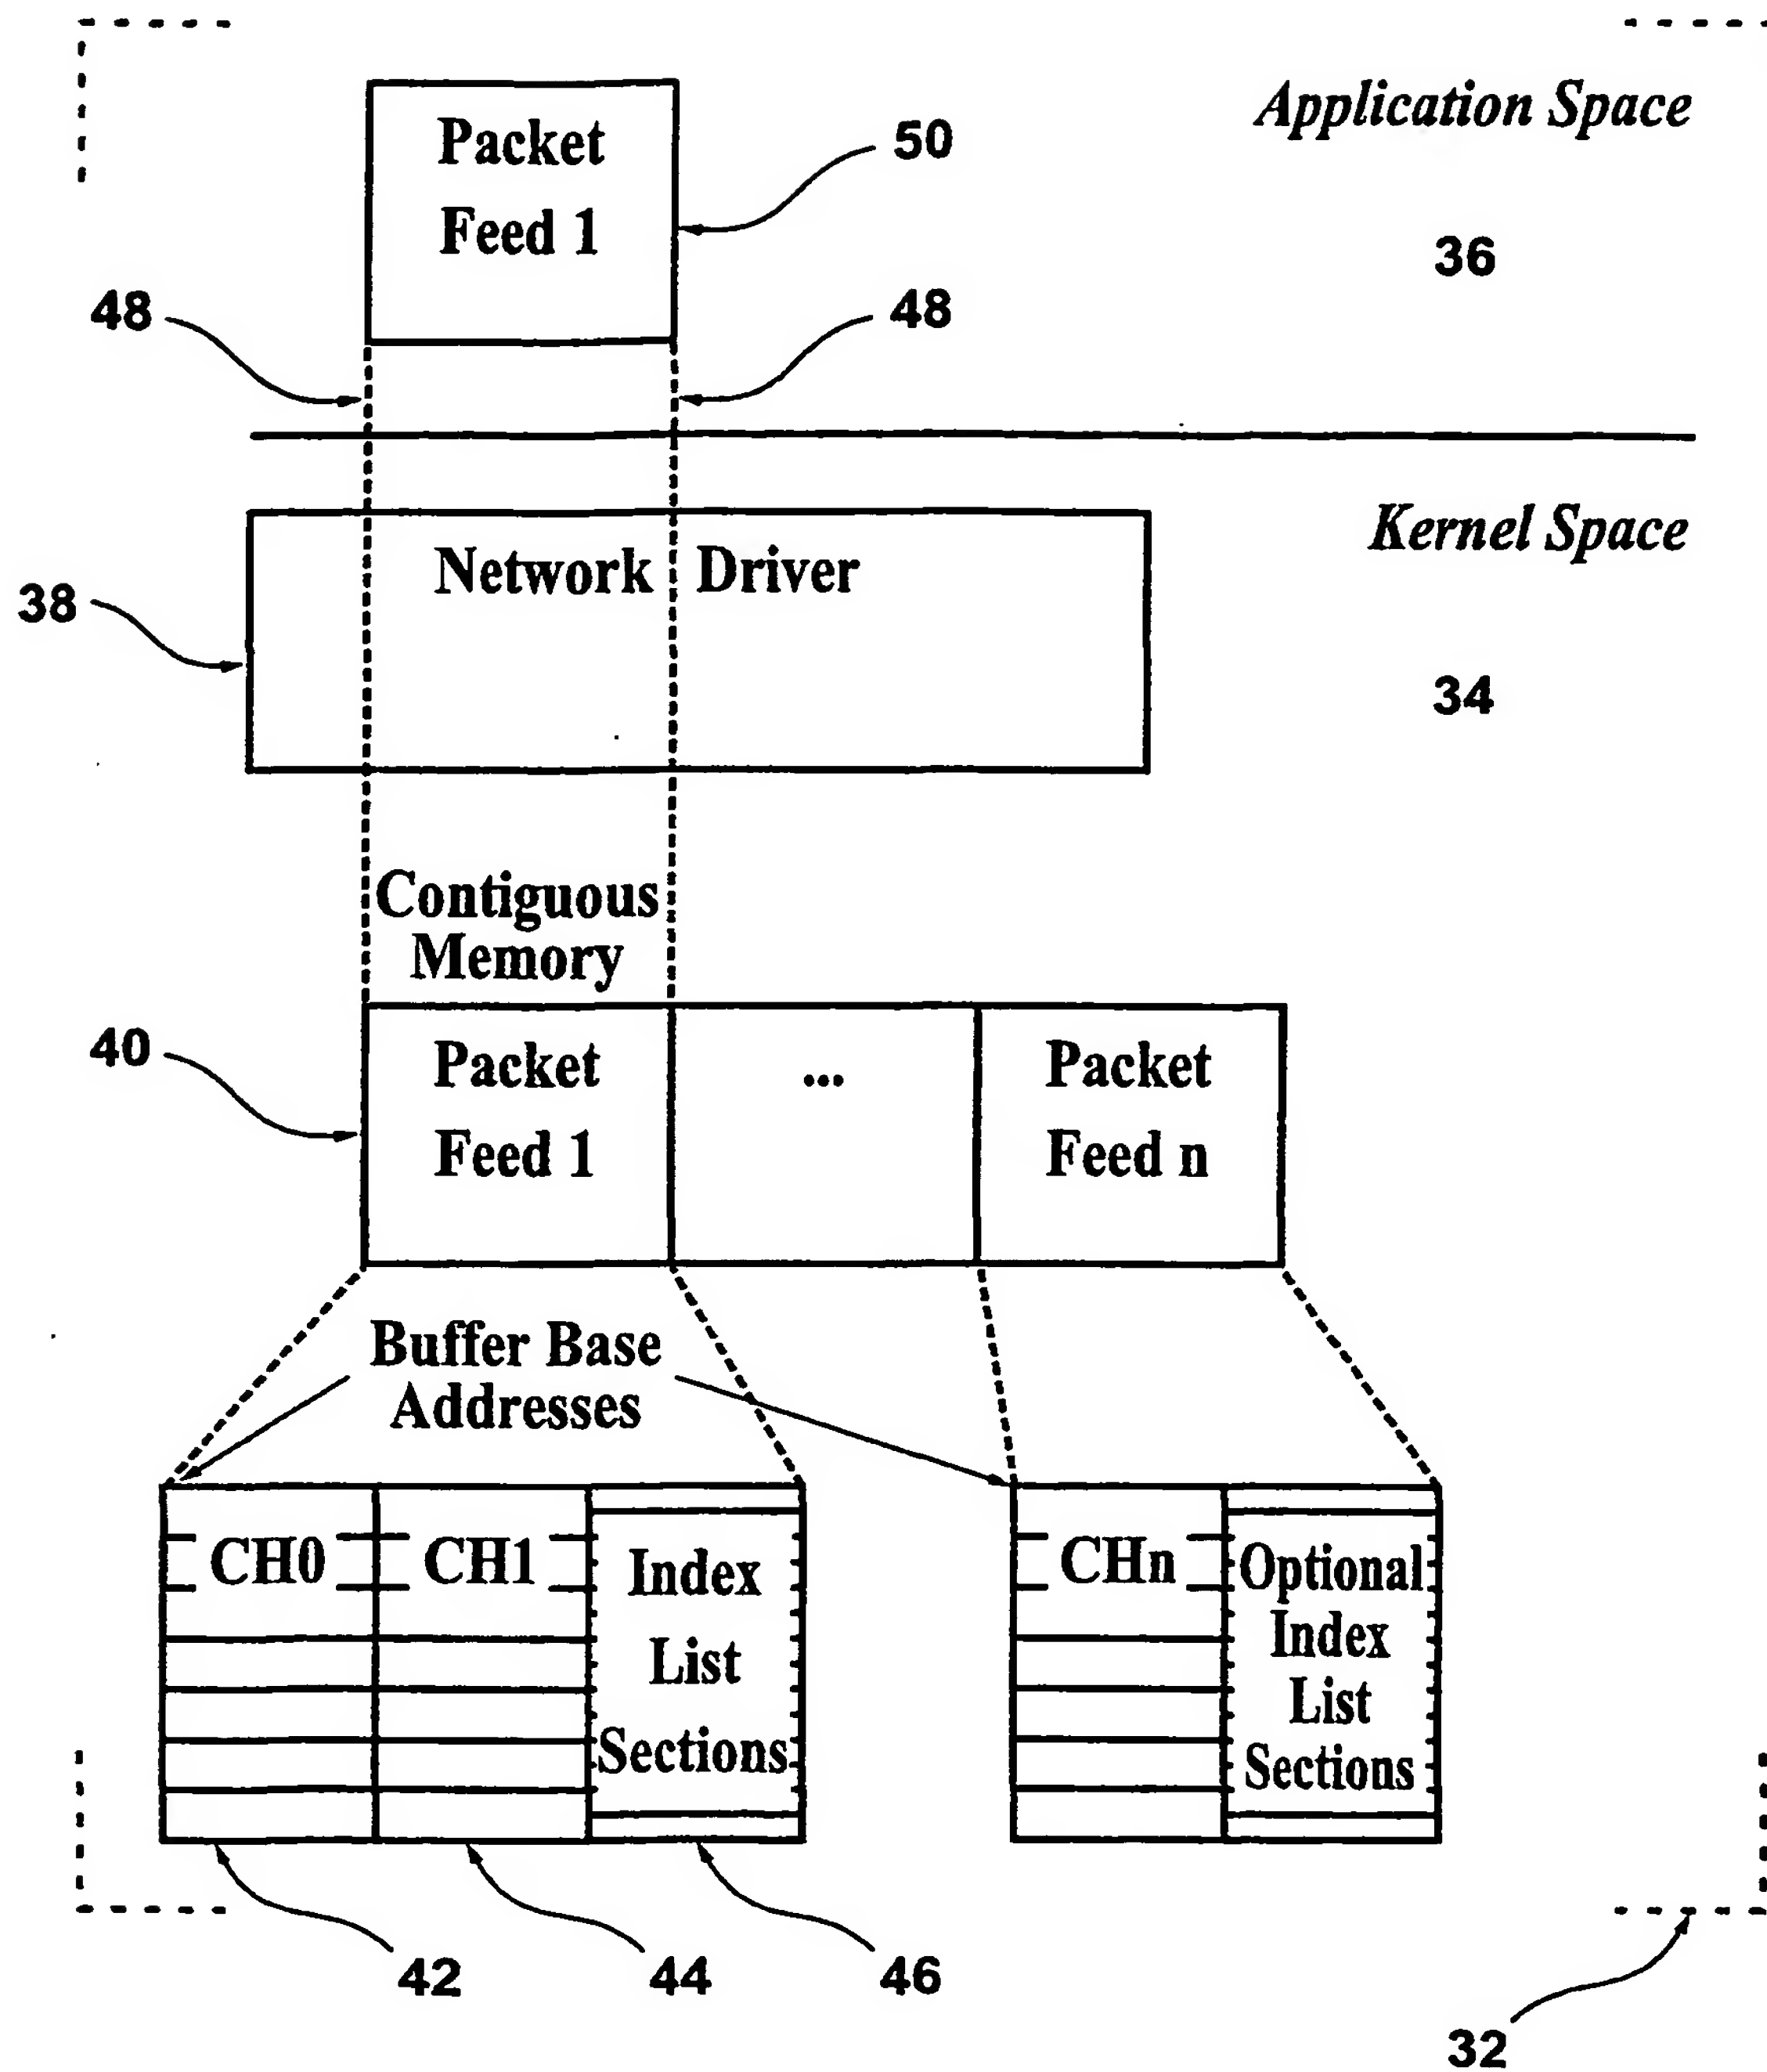 Application Space
Packet
Feed 1
50
36
48
48
Kernel Space
Network Driver
38
34
Contiguous
Memory
40
Packet
Feed 1
...
Packet
Feed n
Buffer Base
Addresses
CH0
CH1
Index
List
Sections
CHn
Optional
Index
List
Sections
42
44
46
32